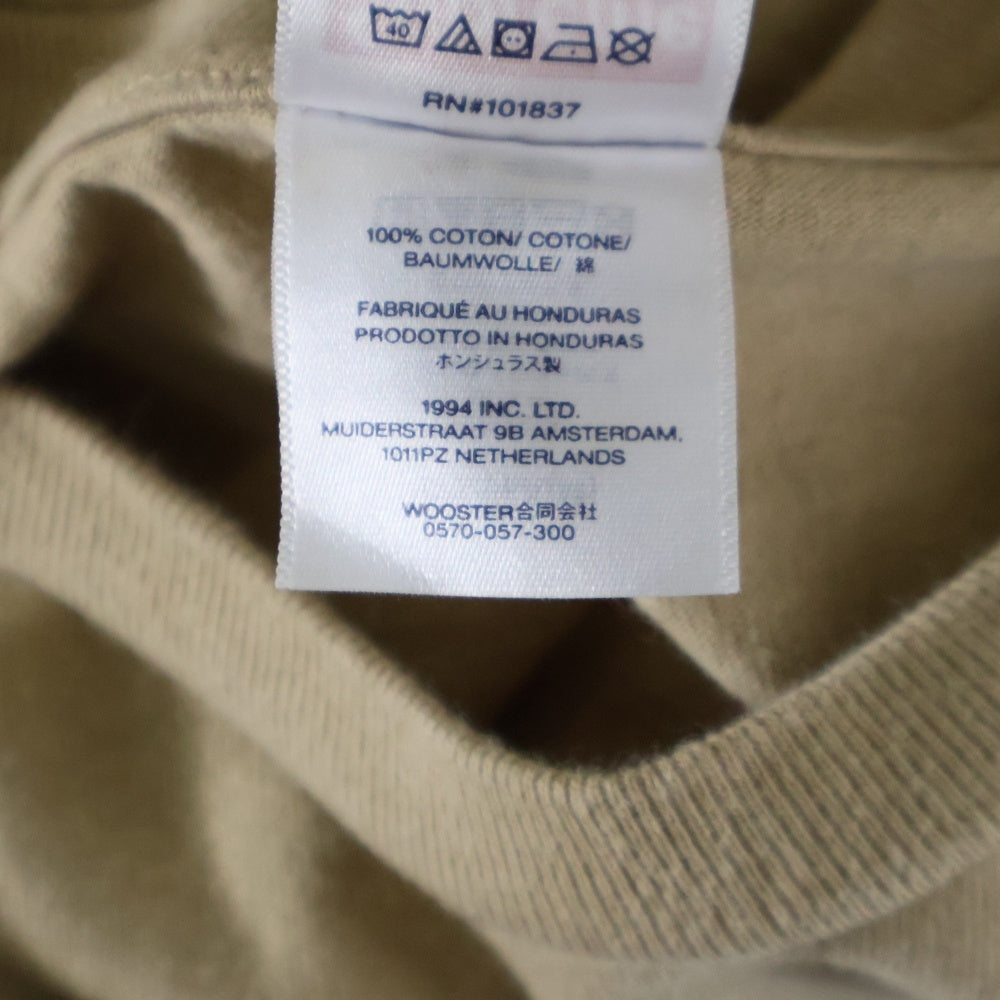 40
RN#101837
100% COTON/ COTONE/
BAUMWOLLE/ 綿
FABRIQUÉ AU HONDURAS
PRODOTTO IN HONDURAS
ホンジュラス製
1994 INC. LTD.
MUIDERSTRAAT 9B AMSTERDAM,
1011PZ NETHERLANDS
WOOSTER合同会社
0570-057-300